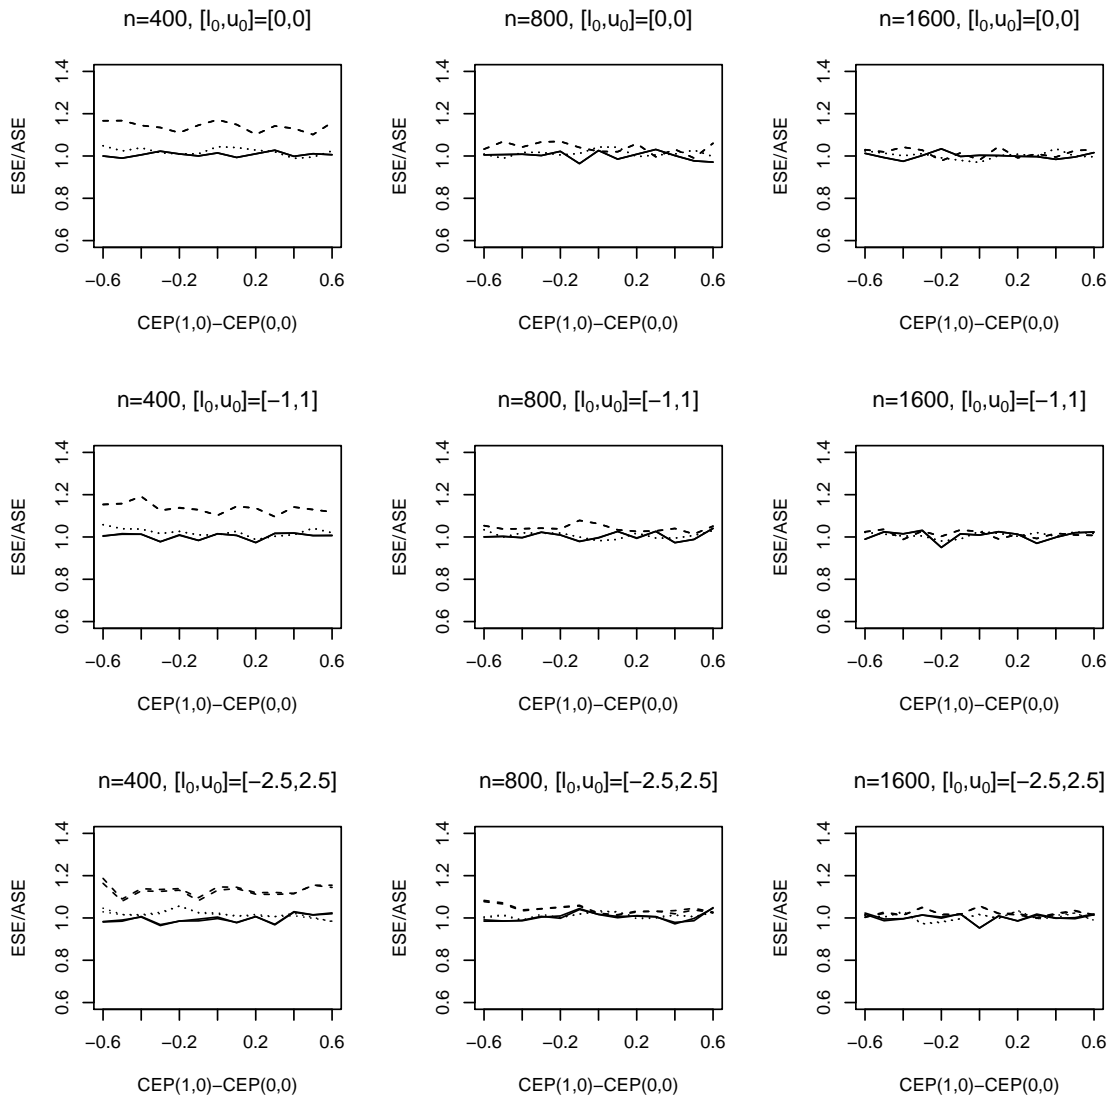 n=400, [l₀,u₀]=[0,0]
n=800, [l₀,u₀]=[0,0]
n=1600, [l₀,u₀]=[0,0]
ESE/ASE
0.6 0.8 1.0 1.2 1.4
−0.6 −0.2 0.2 0.6
CEP(1,0)−CEP(0,0)
ESE/ASE
0.6 0.8 1.0 1.2 1.4
−0.6 −0.2 0.2 0.6
CEP(1,0)−CEP(0,0)
ESE/ASE
0.6 0.8 1.0 1.2 1.4
−0.6 −0.2 0.2 0.6
CEP(1,0)−CEP(0,0)
n=400, [l₀,u₀]=[−1,1]
n=800, [l₀,u₀]=[−1,1]
n=1600, [l₀,u₀]=[−1,1]
ESE/ASE
0.6 0.8 1.0 1.2 1.4
−0.6 −0.2 0.2 0.6
CEP(1,0)−CEP(0,0)
ESE/ASE
0.6 0.8 1.0 1.2 1.4
−0.6 −0.2 0.2 0.6
CEP(1,0)−CEP(0,0)
ESE/ASE
0.6 0.8 1.0 1.2 1.4
−0.6 −0.2 0.2 0.6
CEP(1,0)−CEP(0,0)
n=400, [l₀,u₀]=[−2.5,2.5]
n=800, [l₀,u₀]=[−2.5,2.5]
n=1600, [l₀,u₀]=[−2.5,2.5]
ESE/ASE
0.6 0.8 1.0 1.2 1.4
−0.6 −0.2 0.2 0.6
CEP(1,0)−CEP(0,0)
ESE/ASE
0.6 0.8 1.0 1.2 1.4
−0.6 −0.2 0.2 0.6
CEP(1,0)−CEP(0,0)
ESE/ASE
0.6 0.8 1.0 1.2 1.4
−0.6 −0.2 0.2 0.6
CEP(1,0)−CEP(0,0)